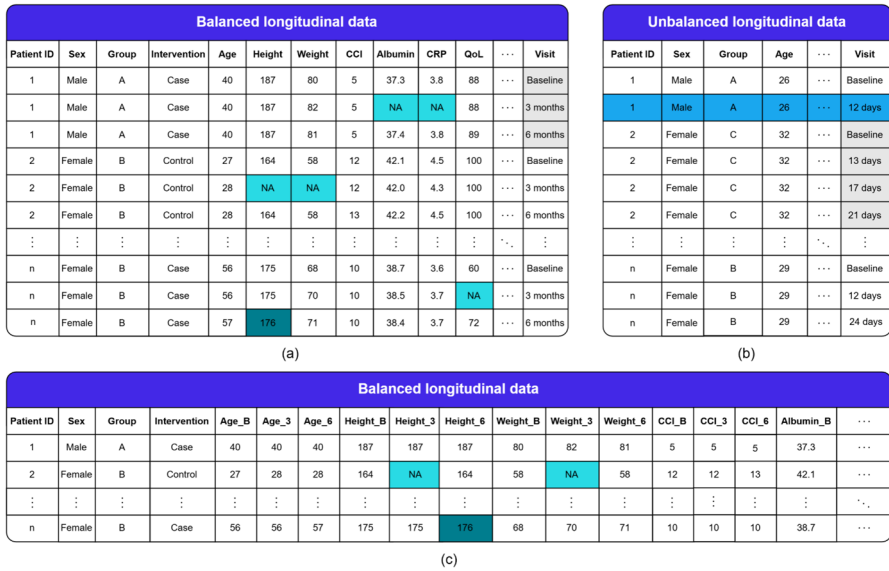 Balanced longitudinal data
Patient ID Sex Group Intervention Age Height Weight CCI Albumin CRP QoL ··· Visit
1 Male A Case 40 187 80 5 37.3 3.8 88 ··· Baseline
1 Male A Case 40 187 82 5 NA NA 88 ··· 3 months
1 Male A Case 40 187 81 5 37.4 3.8 89 ··· 6 months
2 Female B Control 27 164 58 12 42.1 4.5 100 ··· Baseline
2 Female B Control 28 NA NA 12 42.0 4.3 100 ··· 3 months
2 Female B Control 28 164 58 13 42.2 4.5 100 ··· 6 months
⋮ ⋮ ⋮ ⋮ ⋮ ⋮ ⋮ ⋮ ⋮ ⋮ ⋮ ⋱ ⋮
n Female B Case 56 175 68 10 38.7 3.6 60 ··· Baseline
n Female B Case 56 175 70 10 38.5 3.7 NA ··· 3 months
n Female B Case 57 176 71 10 38.4 3.7 72 ··· 6 months
(a)
Unbalanced longitudinal data
Patient ID Sex Group Age ··· Visit
1 Male A 26 ··· Baseline
1 Male A 26 ··· 12 days
2 Female C 32 ··· Baseline
2 Female C 32 ··· 13 days
2 Female C 32 ··· 17 days
2 Female C 32 ··· 21 days
⋮ ⋮ ⋮ ⋮ ⋱ ⋮
n Female B 29 ··· Baseline
n Female B 29 ··· 12 days
n Female B 29 ··· 24 days
(b)
Balanced longitudinal data
Patient ID Sex Group Intervention Age_B Age_3 Age_6 Height_B Height_3 Height_6 Weight_B Weight_3 Weight_6 CCI_B CCI_3 CCI_6 Albumin_B ···
1 Male A Case 40 40 40 187 187 187 80 82 81 5 5 5 37.3 ···
2 Female B Control 27 28 28 164 NA 164 58 NA 58 12 12 13 42.1 ···
⋮ ⋮ ⋮ ⋮ ⋮ ⋮ ⋮ ⋮ ⋮ ⋮ ⋮ ⋮ ⋮ ⋮ ⋮ ⋮ ⋮ ⋱
n Female B Case 56 56 57 175 175 176 68 70 71 10 10 10 38.7 ···
(c)